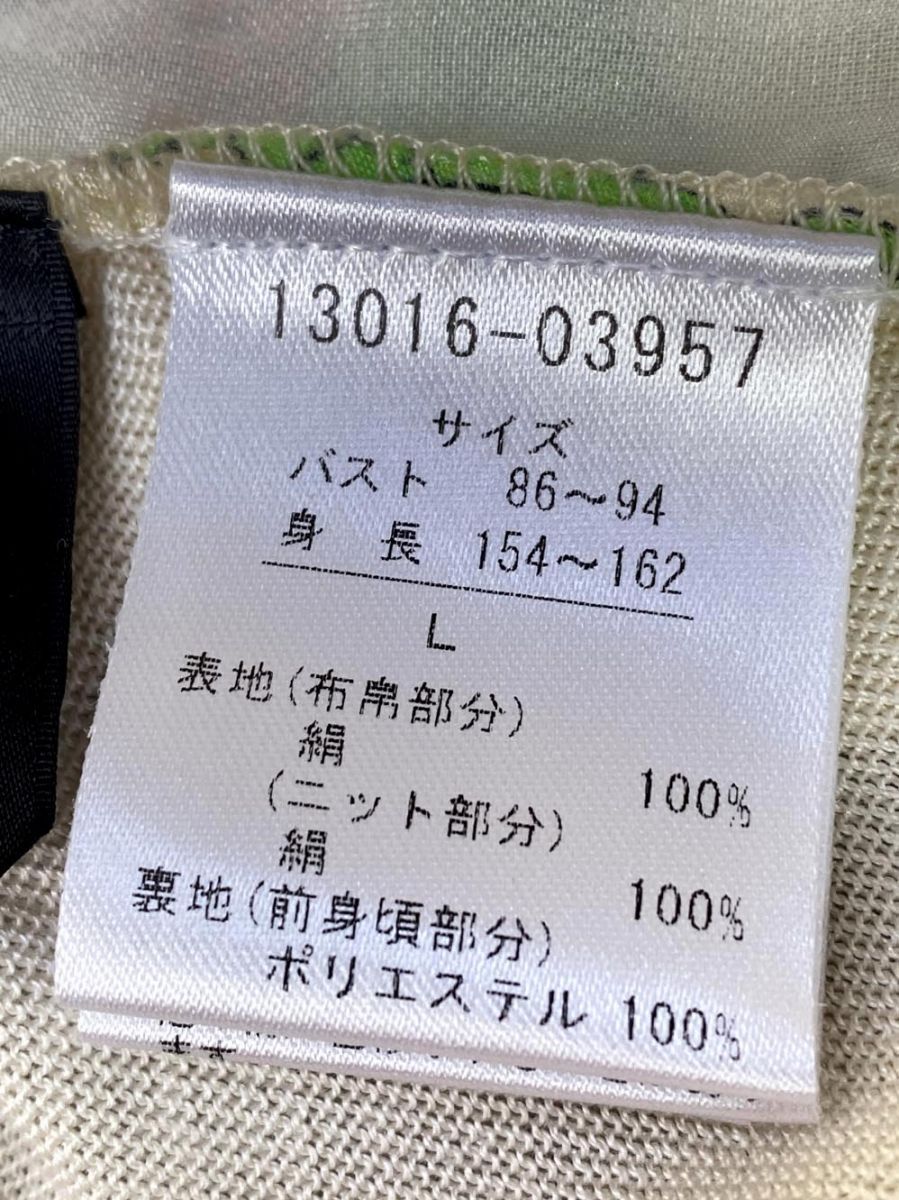 13016-03957
サイズ
バスト 86～94
身 長 154～162
L
表地(布帛部分)
絹 100%
(ニット部分)
絹 100%
裏地(前身頃部分)
ポリエステル 100%